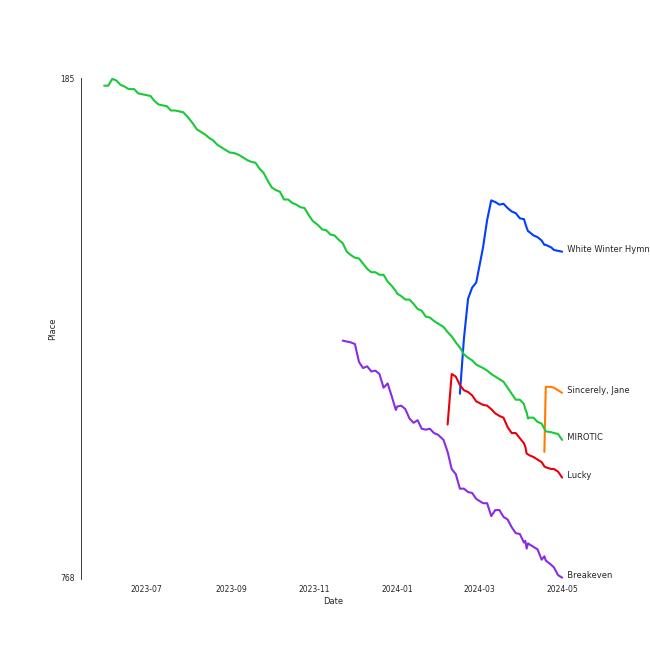 185
White Winter Hymn
Place
Sincerely, Jane
MIROTIC
Lucky
Breakeven
768
2023-07 2023-09 2023-11 2024-01 2024-03 2024-05
Date